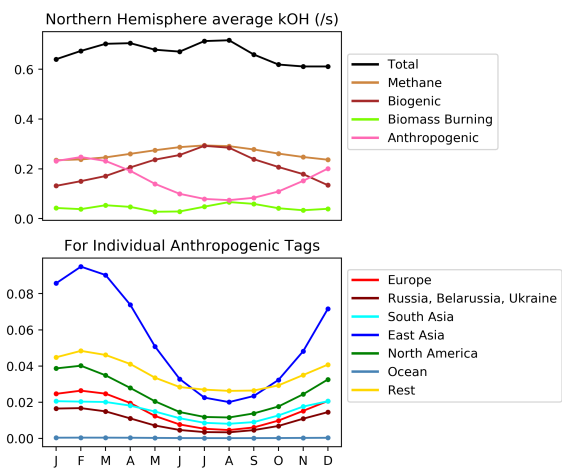 Northern Hemisphere average kOH (/s)
0.6
0.4
0.2
0.0
Total
Methane
Biogenic
Biomass Burning
Anthropogenic
For Individual Anthropogenic Tags
0.08
0.06
0.04
0.02
0.00
J F M A M J J A S O N D
Europe
Russia, Belarussia, Ukraine
South Asia
East Asia
North America
Ocean
Rest